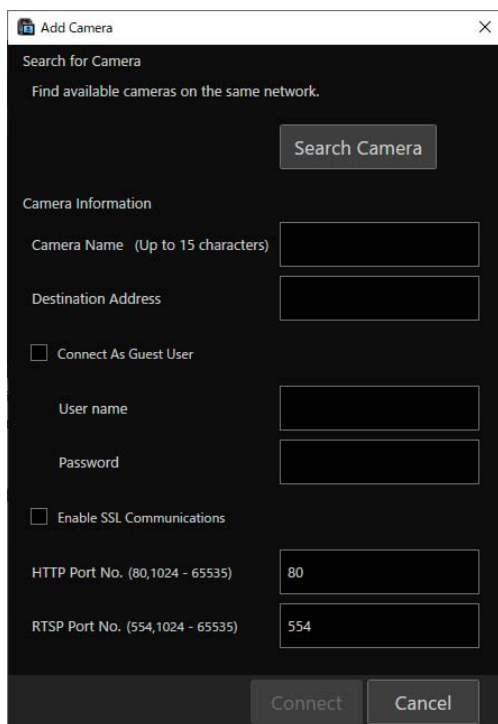 Add Camera
Search for Camera
Find available cameras on the same network.
Search Camera
Camera Information
Camera Name (Up to 15 characters)
Destination Address
Connect As Guest User
User name
Password
Enable SSL Communications
HTTP Port No. (80,1024 - 65535) 80
RTSP Port No. (554,1024 - 65535) 554
Connect Cancel